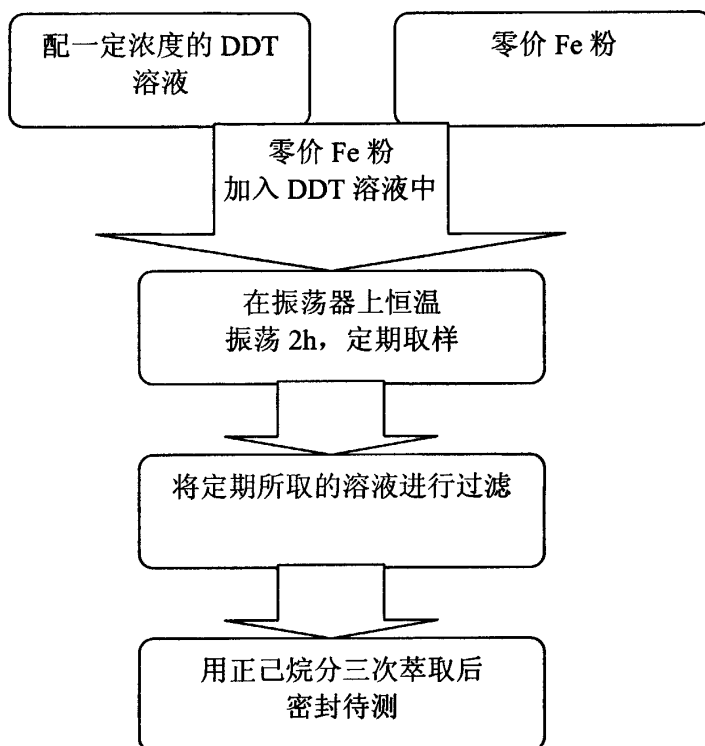 配一定浓度的 DDT
溶液
零价 Fe 粉
零价 Fe 粉
加入 DDT 溶液中
在振荡器上恒温
振荡 2h，定期取样
将定期所取的溶液进行过滤
用正己烷分三次萃取后
密封待测